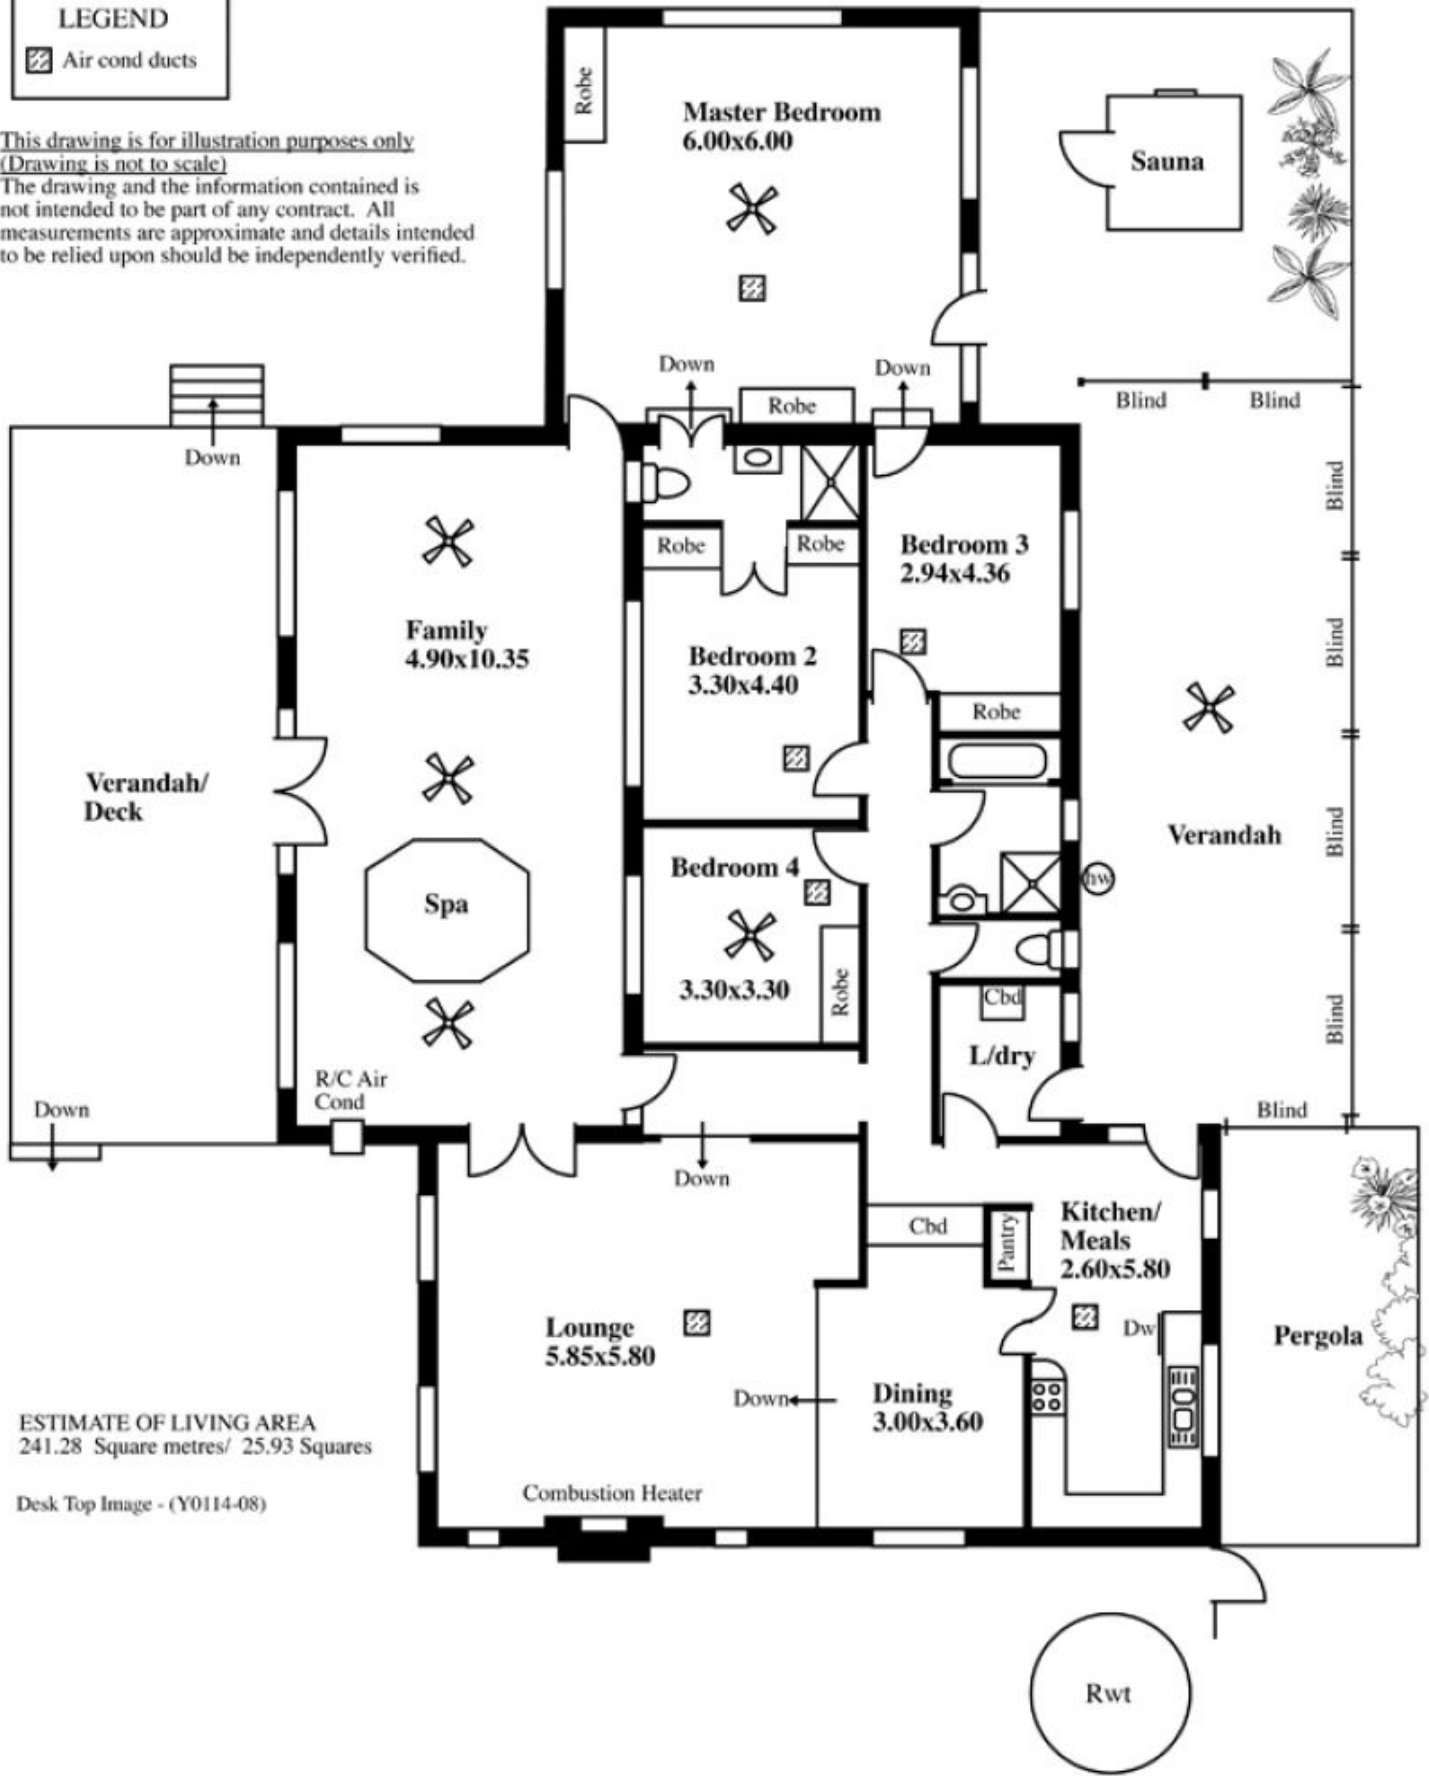 LEGEND
Air cond ducts
This drawing is for illustration purposes only
(Drawing is not to scale)
The drawing and the information contained is
not intended to be part of any contract. All
measurements are approximate and details intended
to be relied upon should be independently verified.
Robe
Master Bedroom
6.00x6.00
Sauna
Down
Robe
Down
Blind
Blind
Down
Blind
Robe
Robe
Bedroom 3
2.94x4.36
Family
4.90x10.35
Bedroom 2
3.30x4.40
Blind
Robe
Verandah/
Deck
Verandah
Blind
Bedroom 4
3.30x3.30
Robe
Spa
hw
Cbd
L/dry
Blind
R/C Air
Cond
Down
Blind
Down
Cbd
Pantry
Kitchen/
Meals
2.60x5.80
Lounge
5.85x5.80
Dw
Pergola
Down
Dining
3.00x3.60
ESTIMATE OF LIVING AREA
241.28 Square metres/ 25.93 Squares
Combustion Heater
Desk Top Image - (Y0114-08)
Rwt